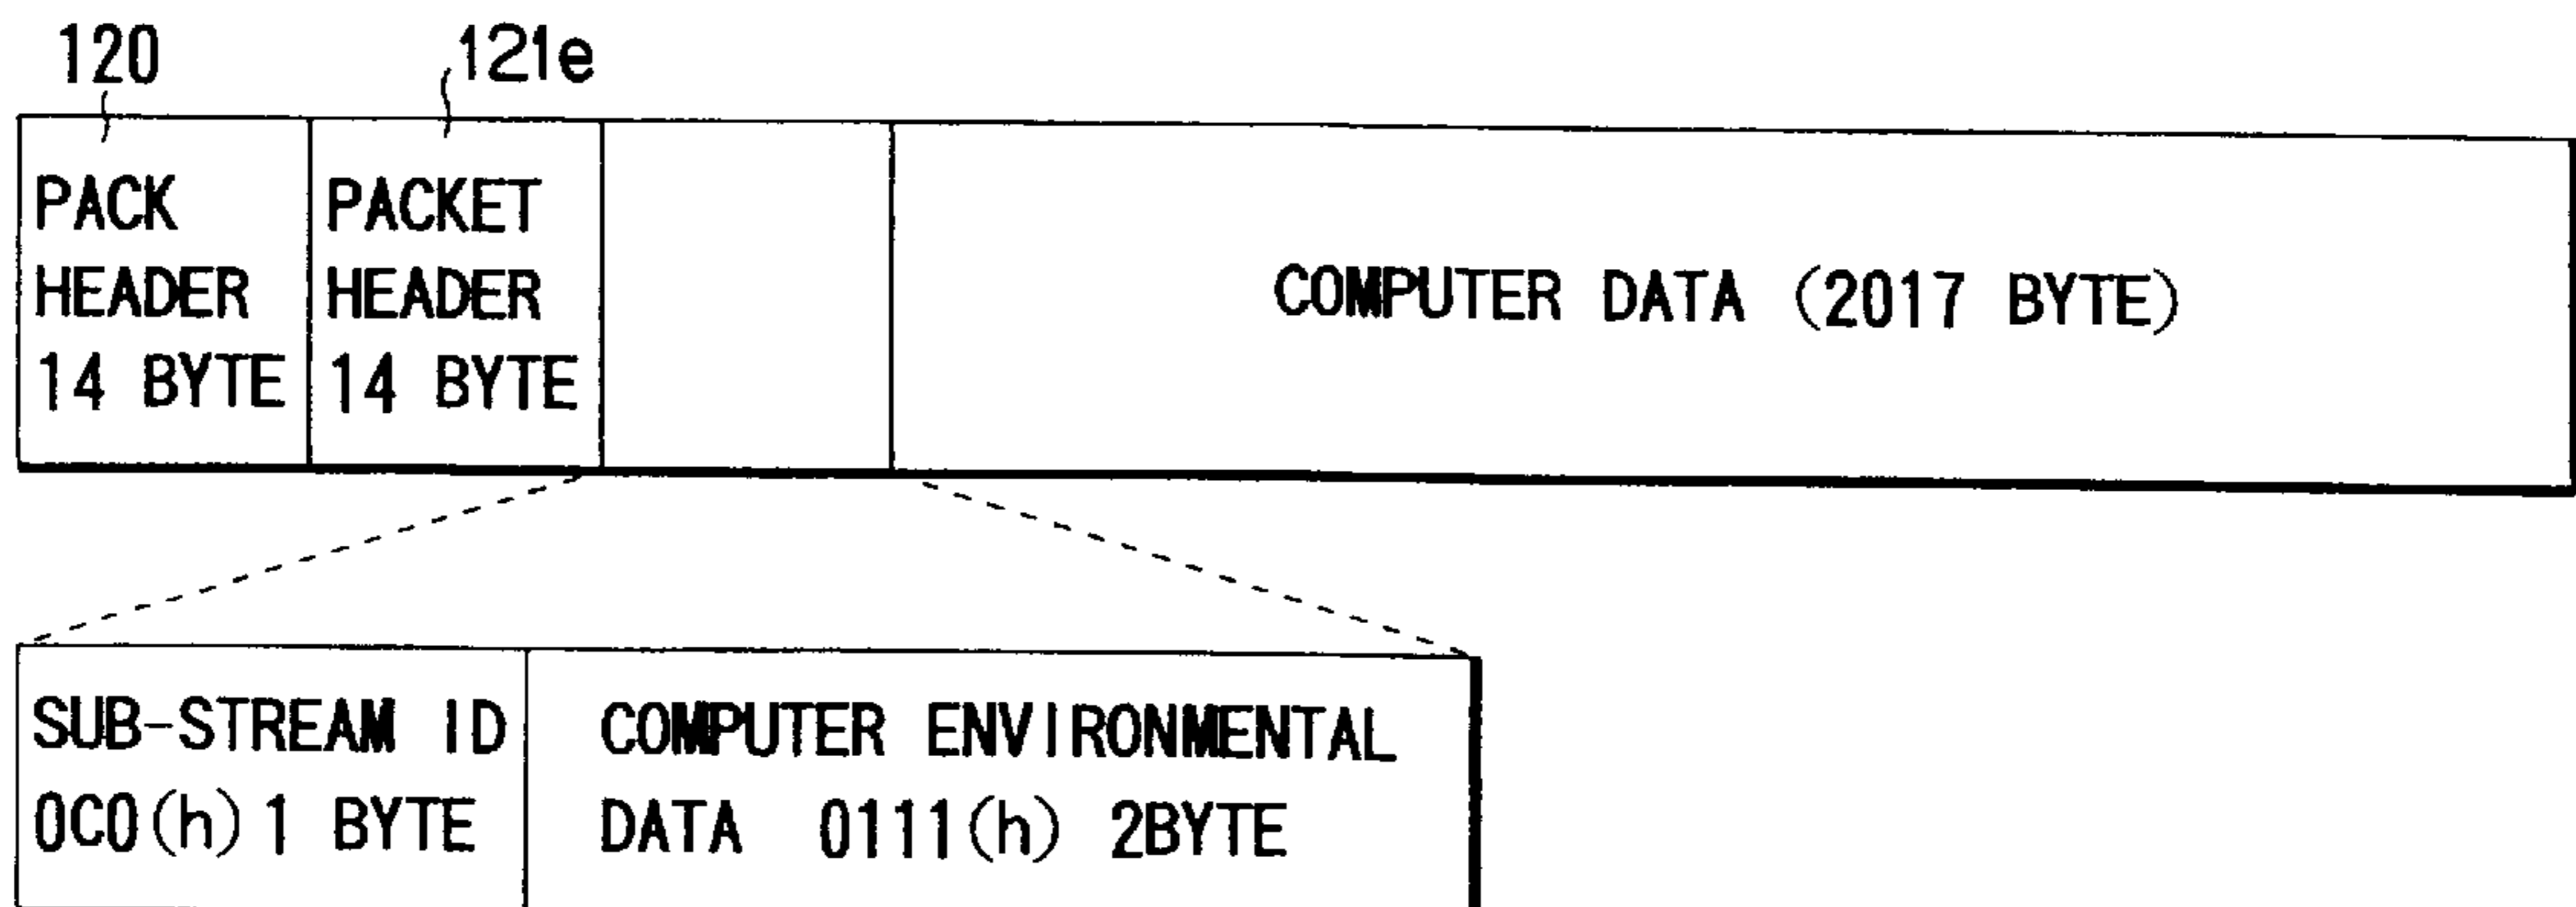 120
121e
PACK
HEADER
14 BYTE
PACKET
HEADER
14 BYTE
COMPUTER DATA (2017 BYTE)
SUB-STREAM ID
0C0(h) 1 BYTE
COMPUTER ENVIRONMENTAL
DATA 0111(h) 2BYTE